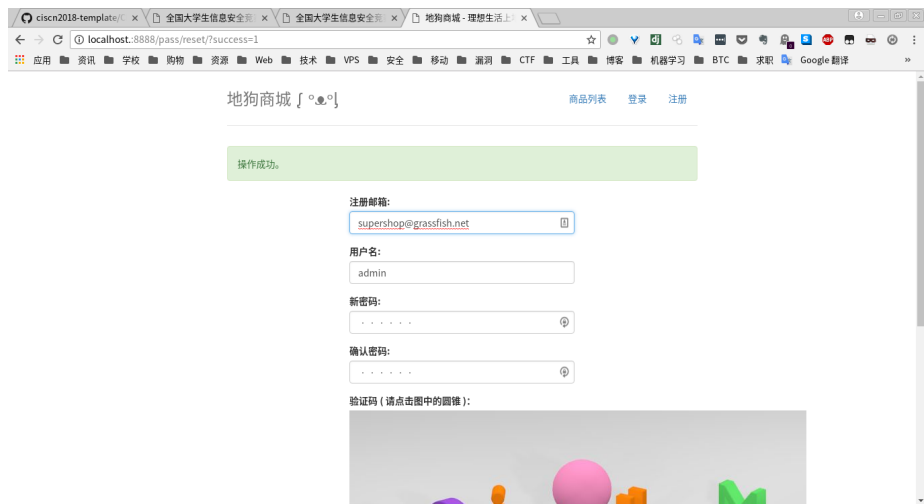 ciscn2018-template/C
全国大学生信息安全竞
全国大学生信息安全竞
地狗商城 - 理想生活上
localhost.:8888/pass/reset/?success=1
应用 资讯 学校 购物 资源 Web 技术 VPS 安全 移动 漏洞 CTF 工具 博客 机器学习 BTC 求职 Google 翻译 »
地狗商城
商品列表 登录 注册
操作成功。
注册邮箱:
supershop@grassfish.net
用户名:
admin
新密码:
······
确认密码:
······
验证码 ( 请点击图中的圆锥 ):